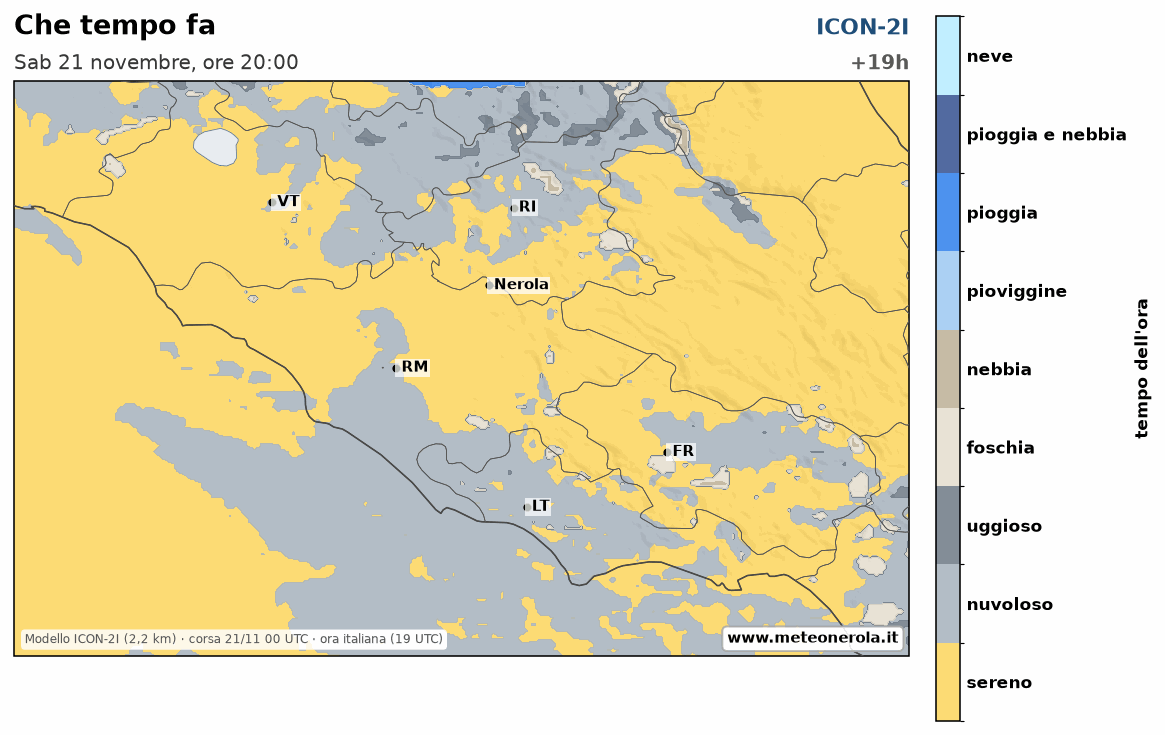 Che tempo fa
ICON-2I
Sab 21 novembre, ore 20:00
+19h
neve
pioggia e nebbia
pioggia
pioviggine
nebbia
foschia
uggioso
nuvoloso
sereno
tempo dell'ora
VT
RI
Nerola
RM
FR
LT
Modello ICON-2I (2,2 km) · corsa 21/11 00 UTC · ora italiana (19 UTC)
www.meteonerola.it